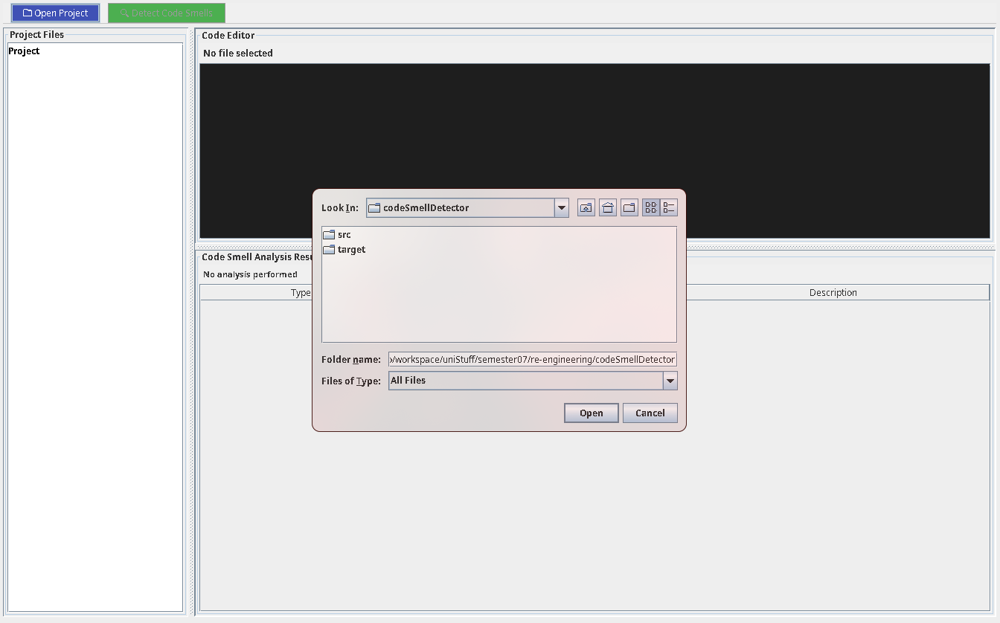 Open Project
Detect Code Smells
Project Files
Project
Code Editor
No file selected
Look In:
codeSmellDetector
src
target
Folder name:
/workspace/uniStuff/semester07/re-engineering/codeSmellDetector
Files of Type:
All Files
Open
Cancel
Code Smell Analysis Resu
No analysis performed
Type
Description